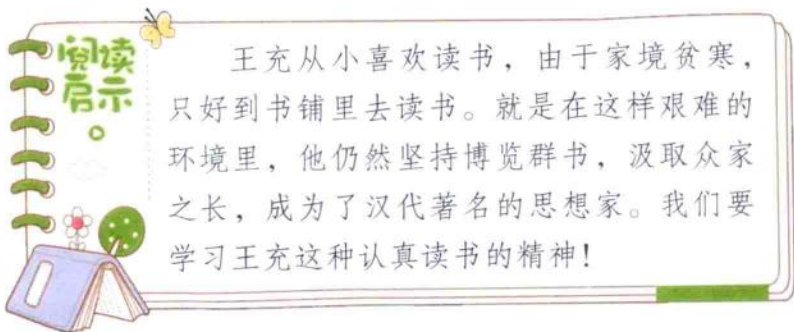 阅读
启示
王充从小喜欢读书，由于家境贫寒，
只好到书铺里去读书。就是在这样艰难的
环境里，他仍然坚持博览群书，汲取众家
之长，成为了汉代著名的思想家。我们要
学习王充这种认真读书的精神！